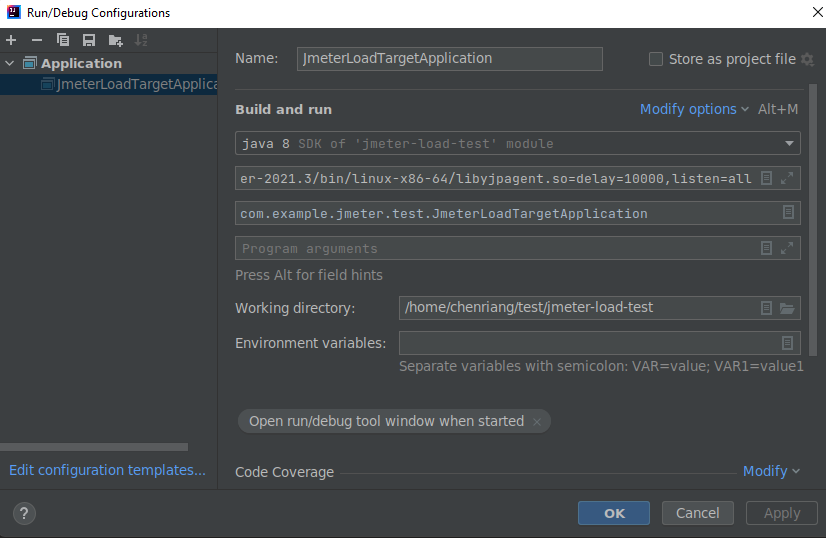 Run/Debug Configurations
Application
JmeterLoadTargetApplica
Edit configuration templates...
Name: JmeterLoadTargetApplication Store as project file
Build and run Modify options Alt+M
java 8 SDK of 'jmeter-load-test' module
er-2021.3/bin/linux-x86-64/libyjpagent.so=delay=10000,listen=all
com.example.jmeter.test.JmeterLoadTargetApplication
Program arguments
Press Alt for field hints
Working directory: /home/chenriang/test/jmeter-load-test
Environment variables:
Separate variables with semicolon: VAR=value; VAR1=value1
Open run/debug tool window when started ×
Code Coverage Modify
? OK Cancel Apply